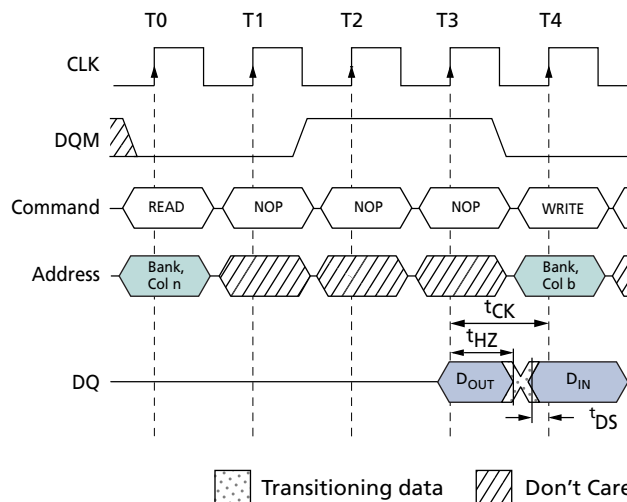 T0 T1 T2 T3 T4
CLK
DQM
Command READ NOP NOP NOP WRITE
Address Bank, Col n Bank, Col b
tCK
tHZ
DQ DOUT DIN
tDS
Transitioning data Don't Care